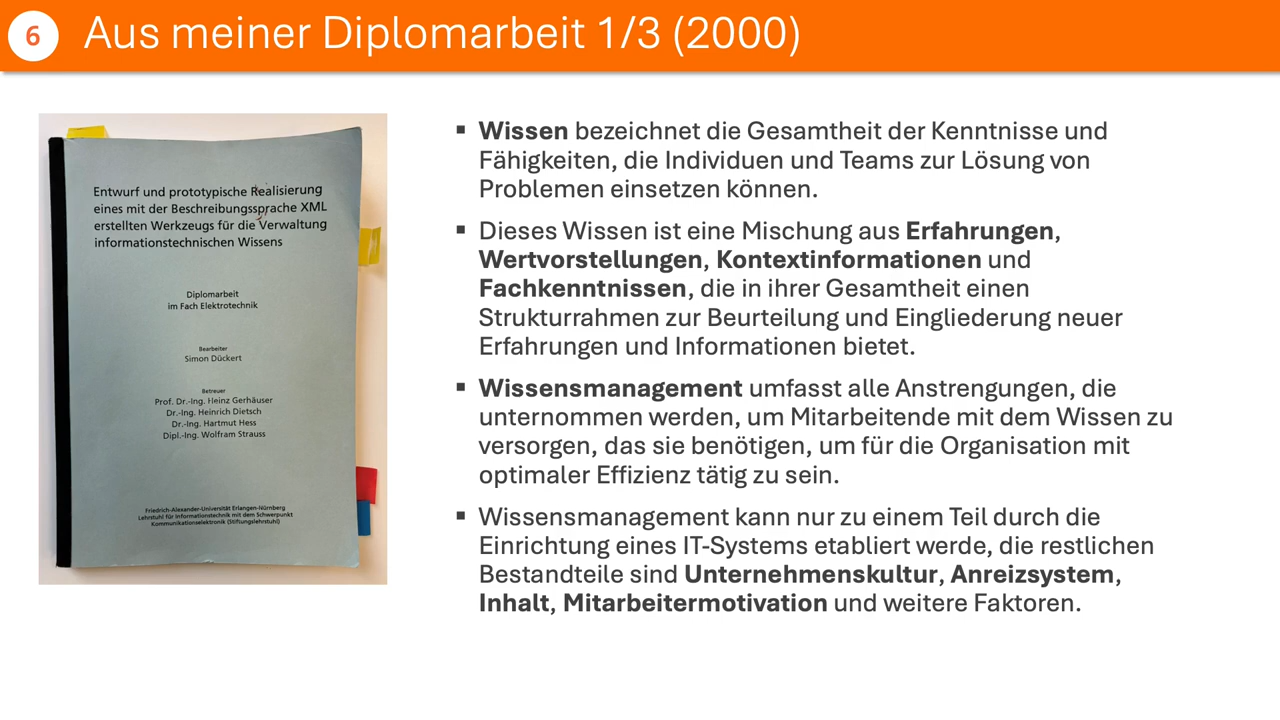 6
Aus meiner Diplomarbeit 1/3 (2000)
Entwurf und prototypische Realisierung
eines mit der Beschreibungssprache XML
erstellten Werkzeugs für die Verwaltung
informationstechnischen Wissens
Diplomarbeit
im Fach Elektrotechnik
Bearbeiter
Simon Dückert
Betreuer
Prof. Dr.-Ing. Heinz Gerhäuser
Dr.-Ing. Heinrich Dietsch
Dr.-Ing. Hartmut Hess
Dipl.-Ing. Wolfram Strauss
Friedrich-Alexander-Universität Erlangen-Nürnberg
Lehrstuhl für Informationstechnik mit dem Schwerpunkt
Kommunikationselektronik (Stiftungslehrstuhl)
▪ Wissen bezeichnet die Gesamtheit der Kenntnisse und
Fähigkeiten, die Individuen und Teams zur Lösung von
Problemen einsetzen können.
▪ Dieses Wissen ist eine Mischung aus Erfahrungen,
Wertvorstellungen, Kontextinformationen und
Fachkenntnissen, die in ihrer Gesamtheit einen
Strukturrahmen zur Beurteilung und Eingliederung neuer
Erfahrungen und Informationen bietet.
▪ Wissensmanagement umfasst alle Anstrengungen, die
unternommen werden, um Mitarbeitende mit dem Wissen zu
versorgen, das sie benötigen, um für die Organisation mit
optimaler Effizienz tätig zu sein.
▪ Wissensmanagement kann nur zu einem Teil durch die
Einrichtung eines IT-Systems etabliert werde, die restlichen
Bestandteile sind Unternehmenskultur, Anreizsystem,
Inhalt, Mitarbeitermotivation und weitere Faktoren.